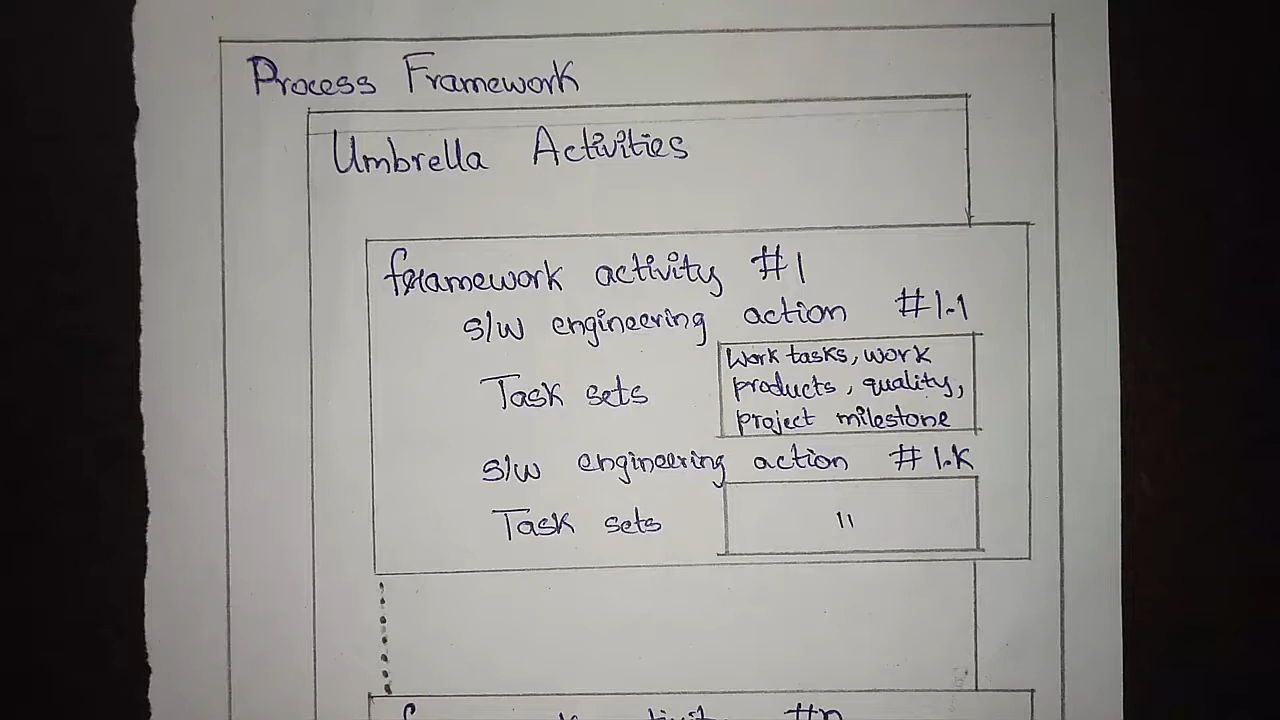 Process Framework
Umbrella Activities
framework activity #1
s/w engineering action #1.1
Task sets
Work tasks, work
products, quality,
project milestone
s/w engineering action #1.K
Task sets
"